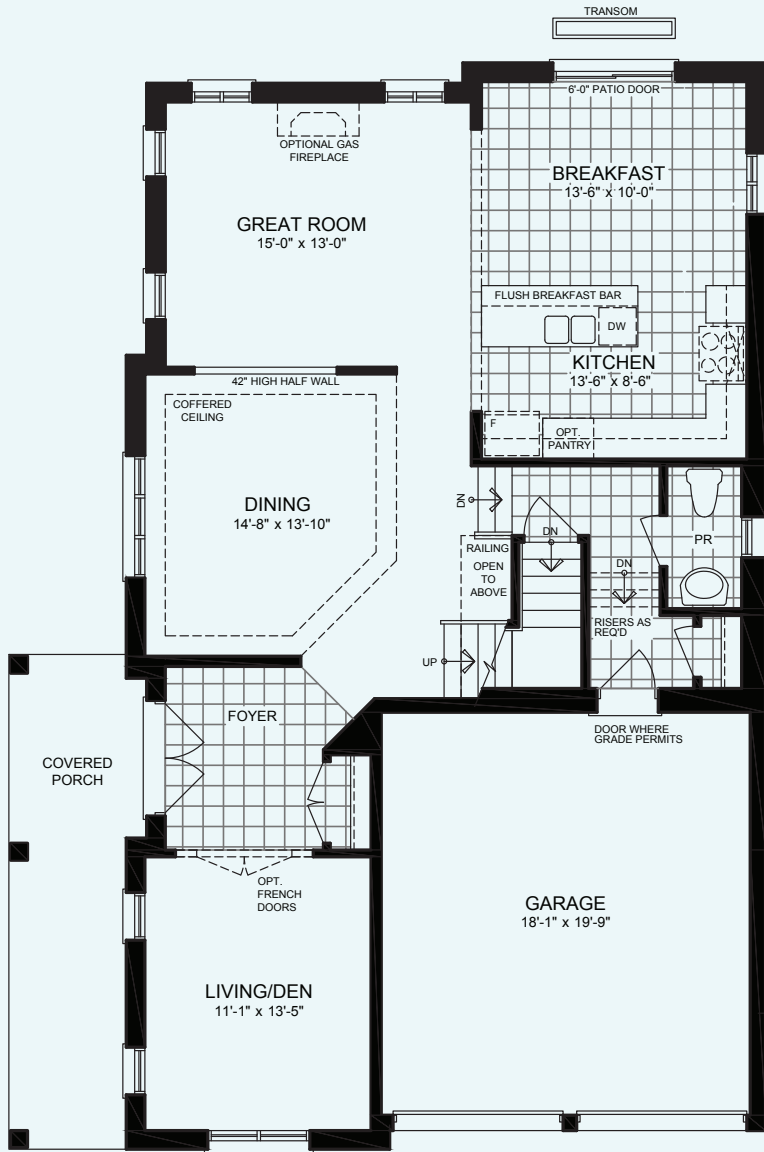 TRANSOM
6'-0" PATIO DOOR
OPTIONAL GAS
FIREPLACE
BREAKFAST
13'-6" x 10'-0"
GREAT ROOM
15'-0" x 13'-0"
FLUSH BREAKFAST BAR
DW
KITCHEN
13'-6" x 8'-6"
42" HIGH HALF WALL
COFFERED
CEILING
F
OPT.
PANTRY
DINING
14'-8" x 13'-10"
DN
DN
RAILING
OPEN
TO
ABOVE
DN
PR
RISERS AS
REQ'D
UP
FOYER
DOOR WHERE
GRADE PERMITS
COVERED
PORCH
OPT.
FRENCH
DOORS
GARAGE
18'-1" x 19'-9"
LIVING/DEN
11'-1" x 13'-5"